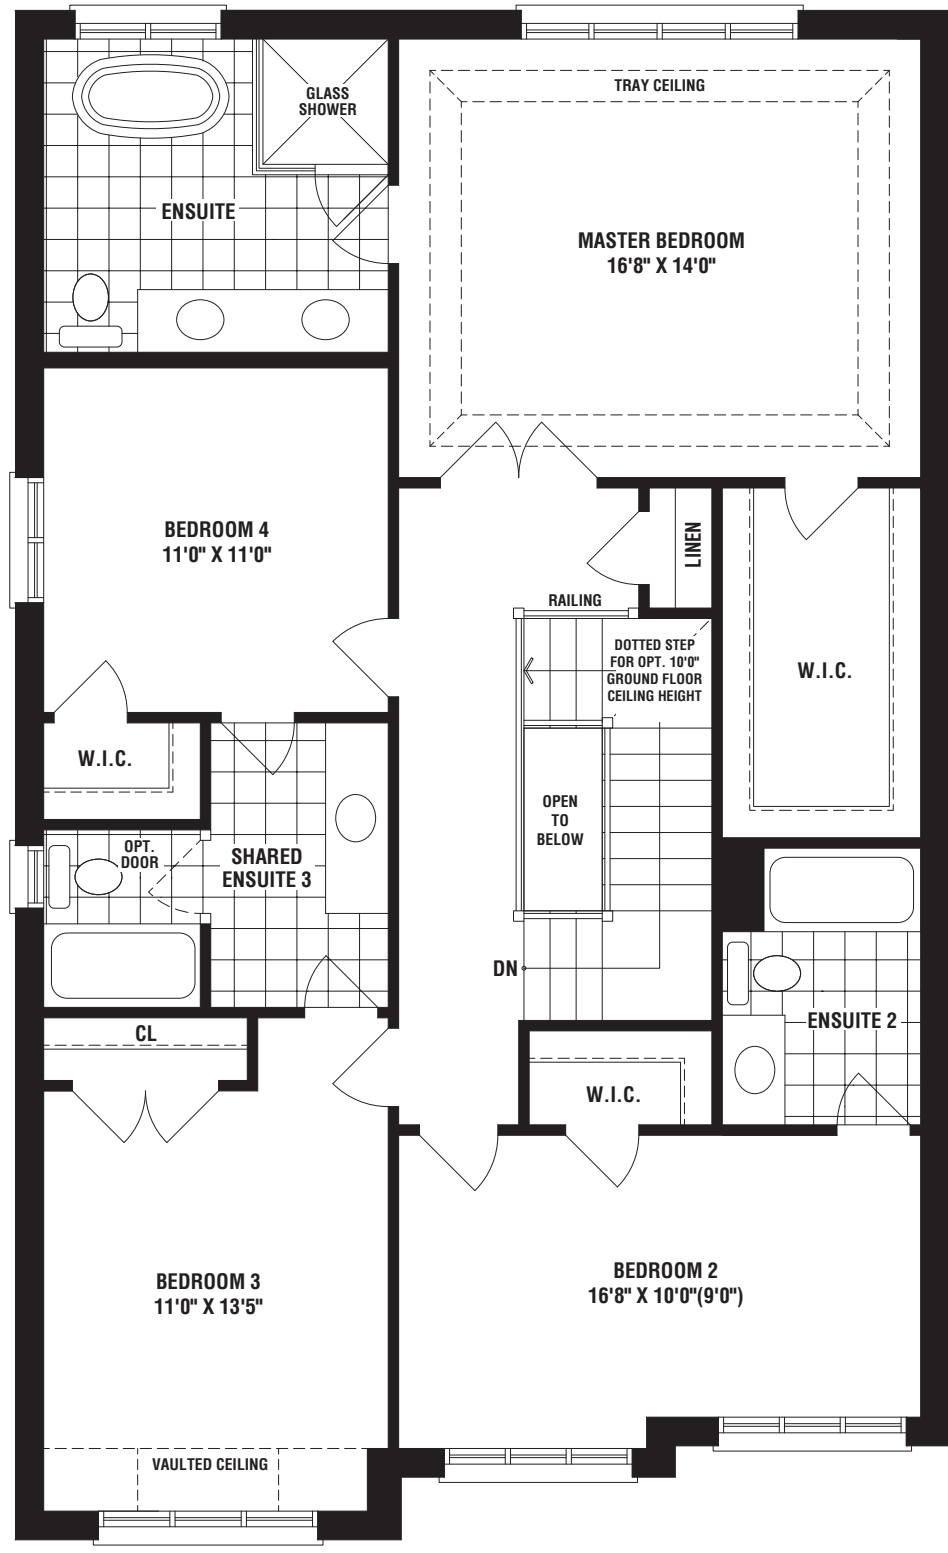 GLASS
SHOWER
TRAY CEILING
ENSUITE
MASTER BEDROOM
16'8" X 14'0"
BEDROOM 4
11'0" X 11'0"
LINEN
RAILING
DOTTED STEP
FOR OPT. 10'0"
GROUND FLOOR
CEILING HEIGHT
W.I.C.
W.I.C.
OPEN
TO
BELOW
OPT.
DOOR
SHARED
ENSUITE 3
DN
ENSUITE 2
CL
W.I.C.
BEDROOM 3
11'0" X 13'5"
BEDROOM 2
16'8" X 10'0"(9'0")
VAULTED CEILING